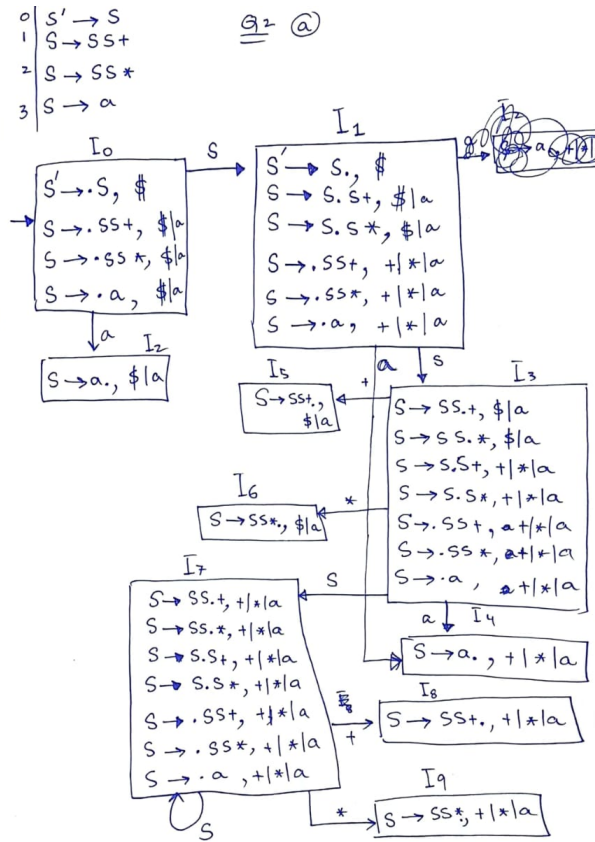 Q2 (a)
0 | S' → S
1 | S → SS+
2 | S → SS*
3 | S → a
I0
S' → .S, $
S → .SS+, $|a
S → .SS*, $|a
S → .a, $|a
S
I1
S' → S., $
S → S.S+, $|a
S → S.S*, $|a
S → .SS+, +|*|a
S → .SS*, +|*|a
S → .a, +|*|a
a, +|*|
a
I2
S → a., $|a
a
S
I3
S → SS.+, $|a
S → SS.*, $|a
S → S.S+, +|*|a
S → S.S*, +|*|a
S → .SS+, +|*|a
S → .SS*, +|*|a
S → .a, +|*|a
+
I5
S → SS+.,
$|a
*
I6
S → SS*., $|a
S
a
I4
S → a., +|*|a
I7
S → SS.+, +|*|a
S → SS.*, +|*|a
S → S.S+, +|*|a
S → S.S*, +|*|a
S → .SS+, +|*|a
S → .SS*, +|*|a
S → .a, +|*|a
S
+
I8
S → SS+., +|*|a
*
I9
S → SS*., +|*|a